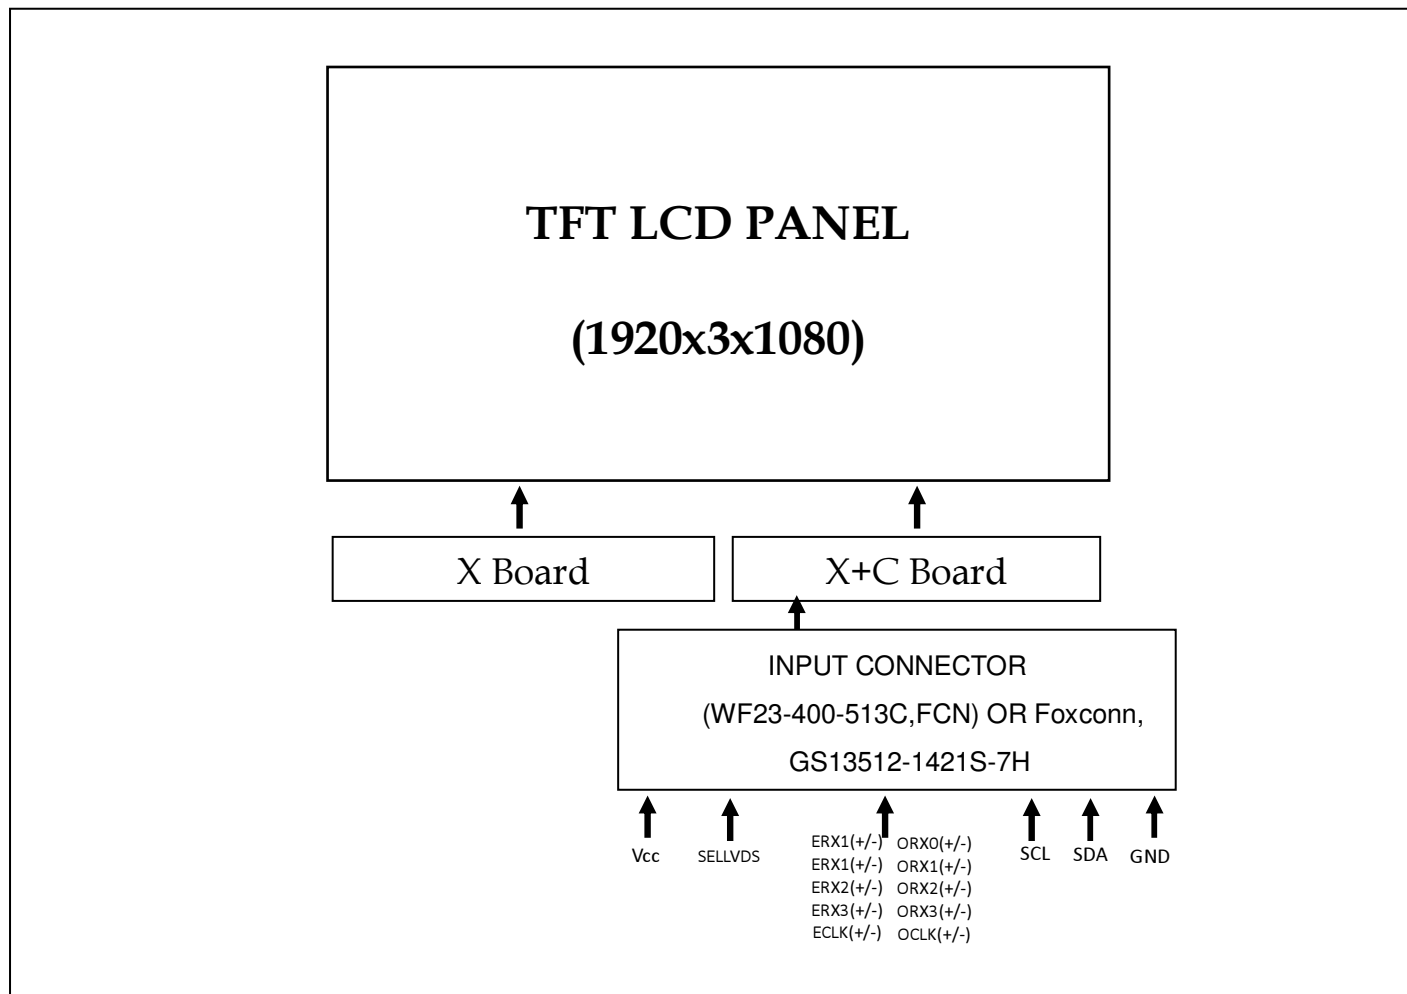 TFT LCD PANEL
(1920x3x1080)
X Board
X+C Board
INPUT CONNECTOR
(WF23-400-513C,FCN) OR Foxconn,
GS13512-1421S-7H
Vcc
SELLVDS
ERX1(+/-) ORX0(+/-)
ERX1(+/-) ORX1(+/-)
ERX2(+/-) ORX2(+/-)
ERX3(+/-) ORX3(+/-)
ECLK(+/-) OCLK(+/-)
SCL
SDA
GND